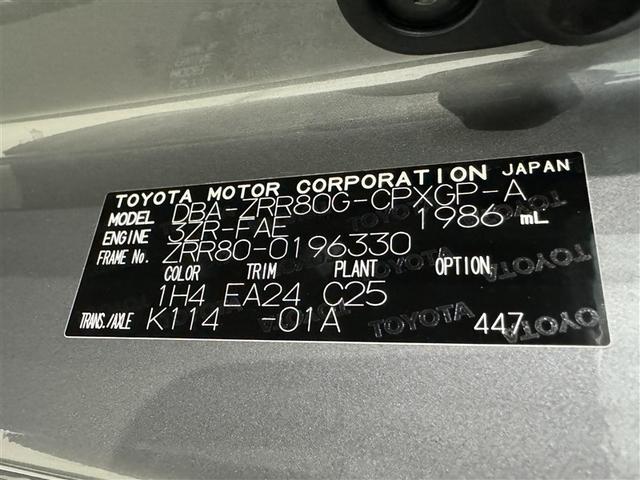 TOYOTA MOTOR CORPORATION JAPAN
MODEL DBA-ZRR80G-CPXGP-A
ENGINE 3ZR-FAE 1986 mL
FRAME No. ZRR80-0196330
COLOR TRIM PLANT OPTION
1H4 EA24 C25
TRANS./AXLE K114 -01A 447